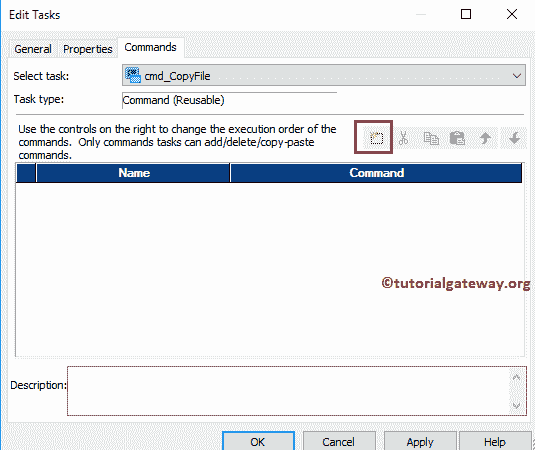 Edit Tasks
General Properties Commands
Select task: cmd_CopyFile
Task type: Command (Reusable)
Use the controls on the right to change the execution order of the
commands. Only commands tasks can add/delete/copy-paste
commands.
Name Command
©tutorialgateway.org
Description:
OK Cancel Apply Help